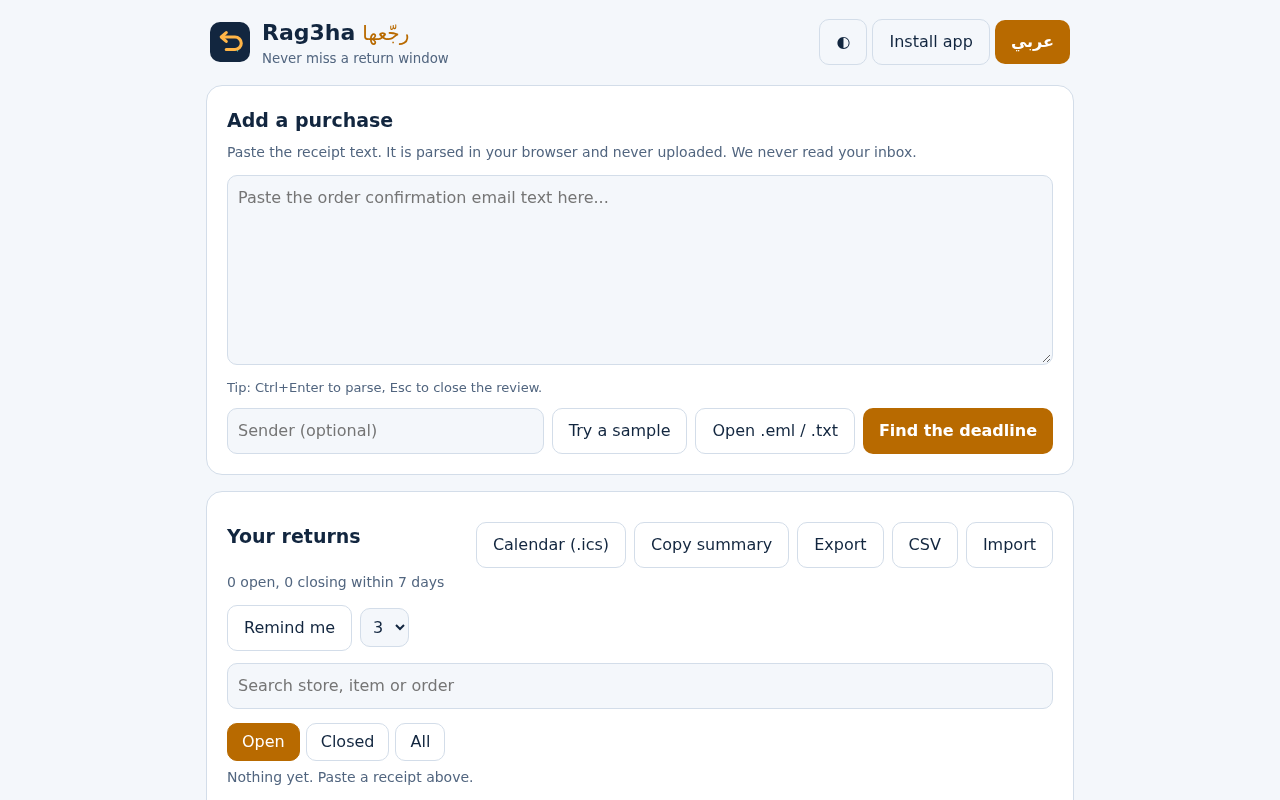 Rag3ha رجّعها
Never miss a return window
◐
Install app
عربي
Add a purchase
Paste the receipt text. It is parsed in your browser and never uploaded. We never read your inbox.
Paste the order confirmation email text here...
Tip: Ctrl+Enter to parse, Esc to close the review.
Sender (optional)
Try a sample
Open .eml / .txt
Find the deadline
Your returns
Calendar (.ics)
Copy summary
Export
CSV
Import
0 open, 0 closing within 7 days
Remind me
3
Search store, item or order
Open
Closed
All
Nothing yet. Paste a receipt above.